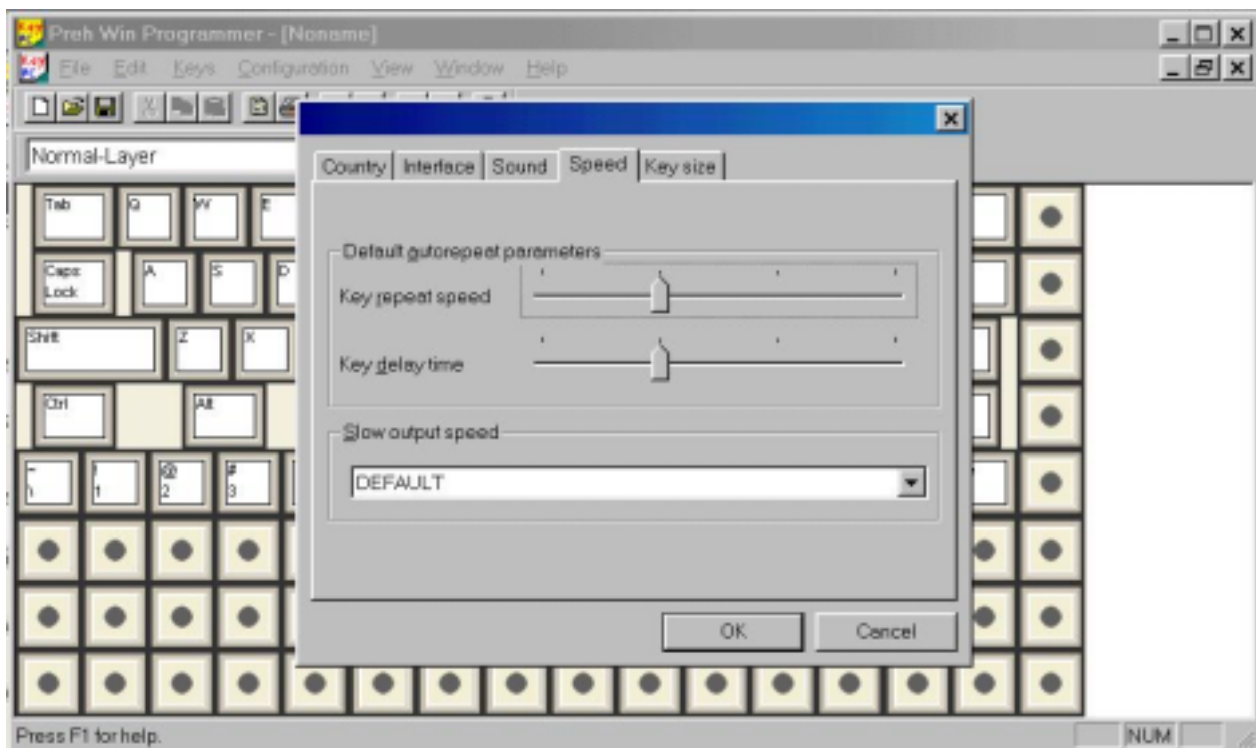 Preh Win Programmer - [Noname]
File Edit Keys Configuration View Window Help
Normal-Layer
Country Interface Sound Speed Key size
Default autorepeat parameters
Key repeat speed
Key delay time
Slow output speed
DEFAULT
OK Cancel
Tab Q W E
Caps
Lock A S D
Shift Z X
Ctrl Alt
~ ! @ #
\ 1 2 3
Press F1 for help. NUM